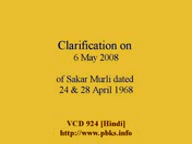 Clarification on
6 May 2008
of Sakar Murli dated
24 & 28 April 1968
VCD 924 [Hindi]
http://www.pbks.info